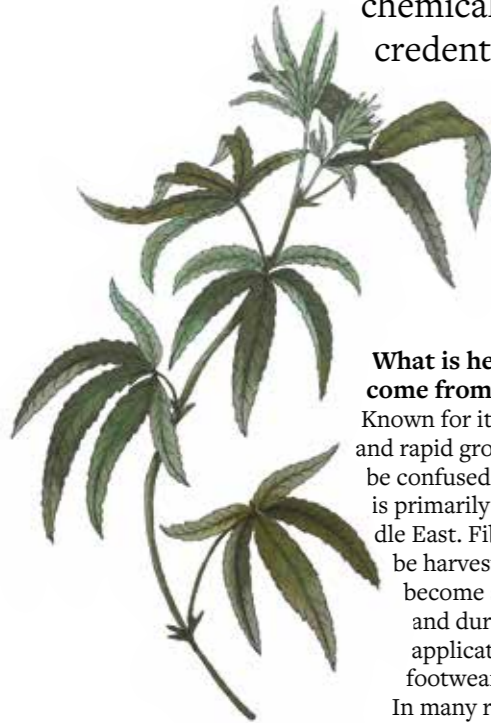 chemical
credent
What is he
come from
Known for it
and rapid gro
be confused
is primarily
dle East. Fil
be harvest
become
and dur
applicat
footwear
In many r